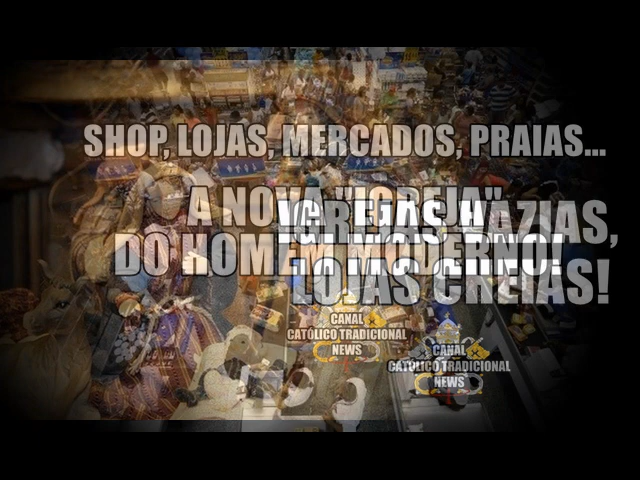 SHOP, LOJAS, MERCADOS, PRAIAS...
A NOVA "IGREJA"
DO HOMEM MODERNO!
IGREJAS VAZIAS,
LOJAS CHEIAS!
CANAL
CATÓLICO TRADICIONAL
NEWS
CANAL
CATÓLICO TRADICIONAL
NEWS